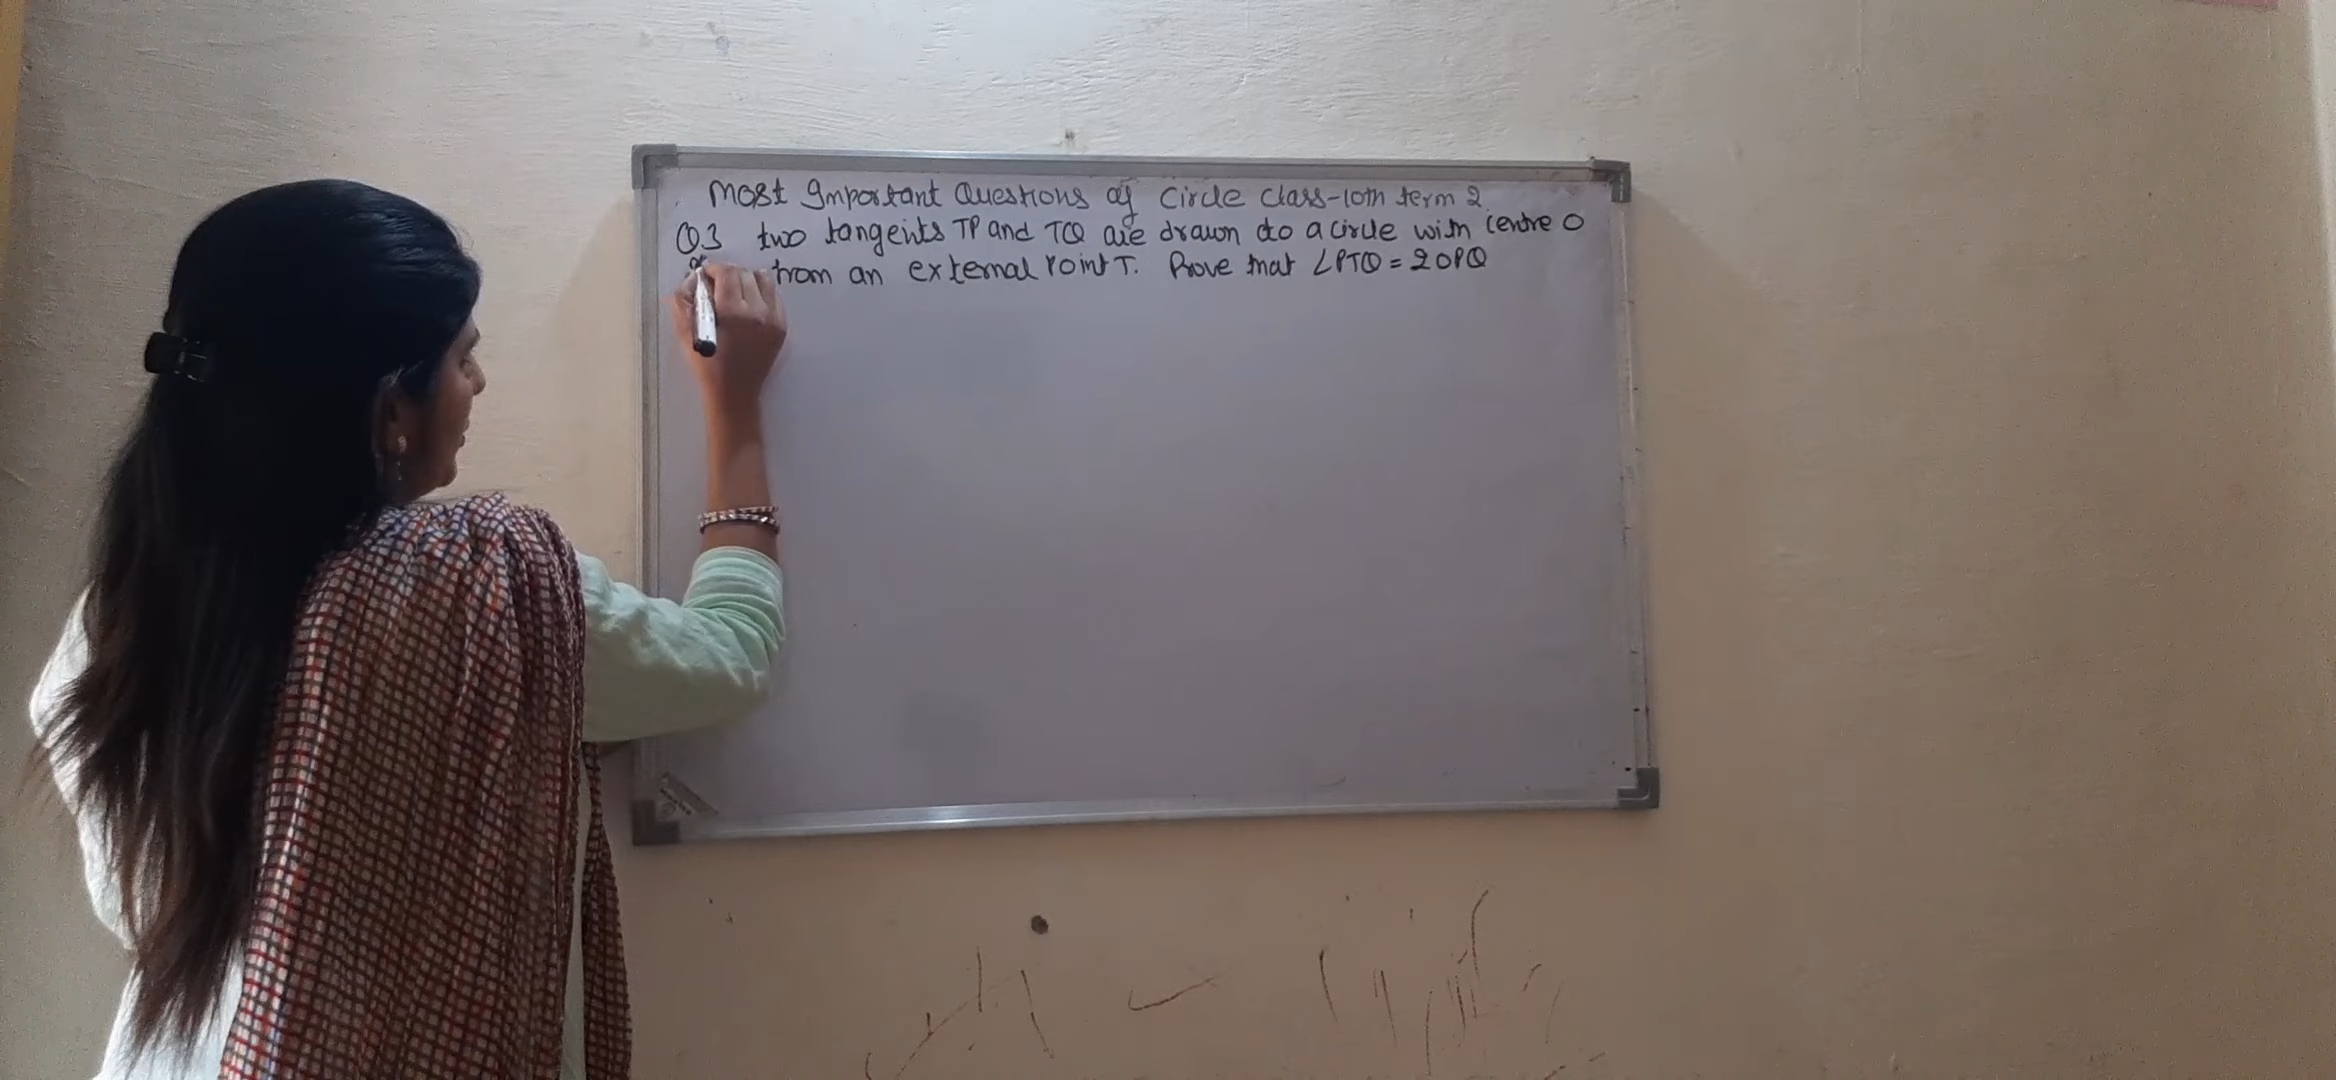 Most Important Questions of Circle class-10th term 2
Q3 two tangents TP and TQ are drawn to a circle with centre O
from an external Point T. Prove that ∠PTQ = 2OPQ